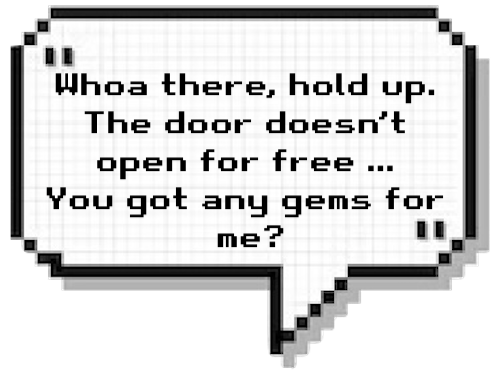 "Whoa there, hold up.
The door doesn't
open for free ...
You got any gems for
me?"